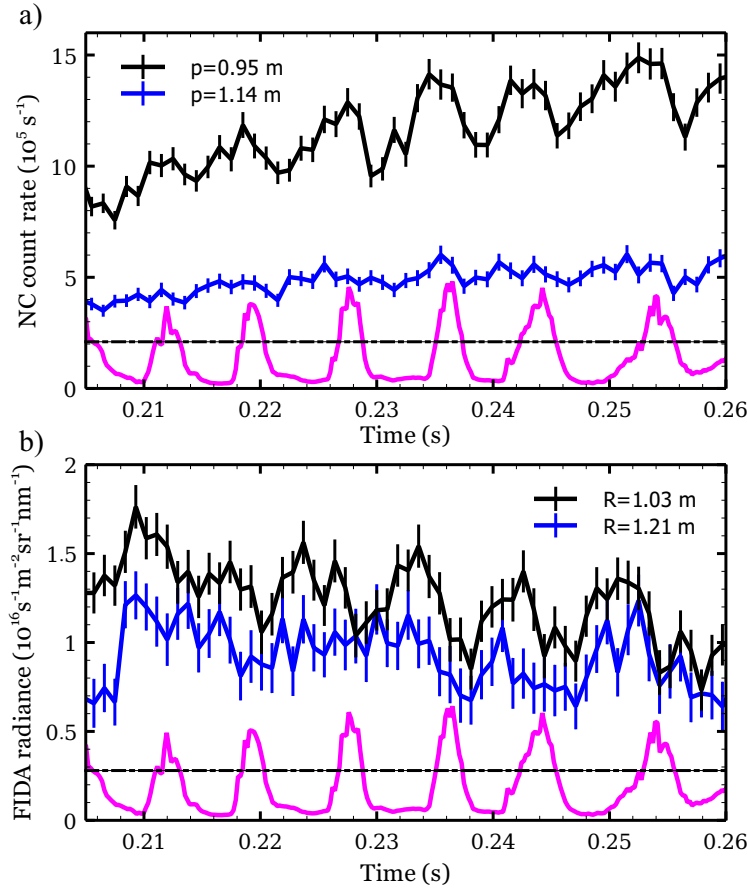 a)
NC count rate (10⁵ s⁻¹)
15
10
5
0
p=0.95 m
p=1.14 m
0.21 0.22 0.23 0.24 0.25 0.26
Time (s)
b)
FIDA radiance (10¹⁶s⁻¹m⁻²sr⁻¹nm⁻¹)
2
1.5
1
0.5
0
R=1.03 m
R=1.21 m
0.21 0.22 0.23 0.24 0.25 0.26
Time (s)